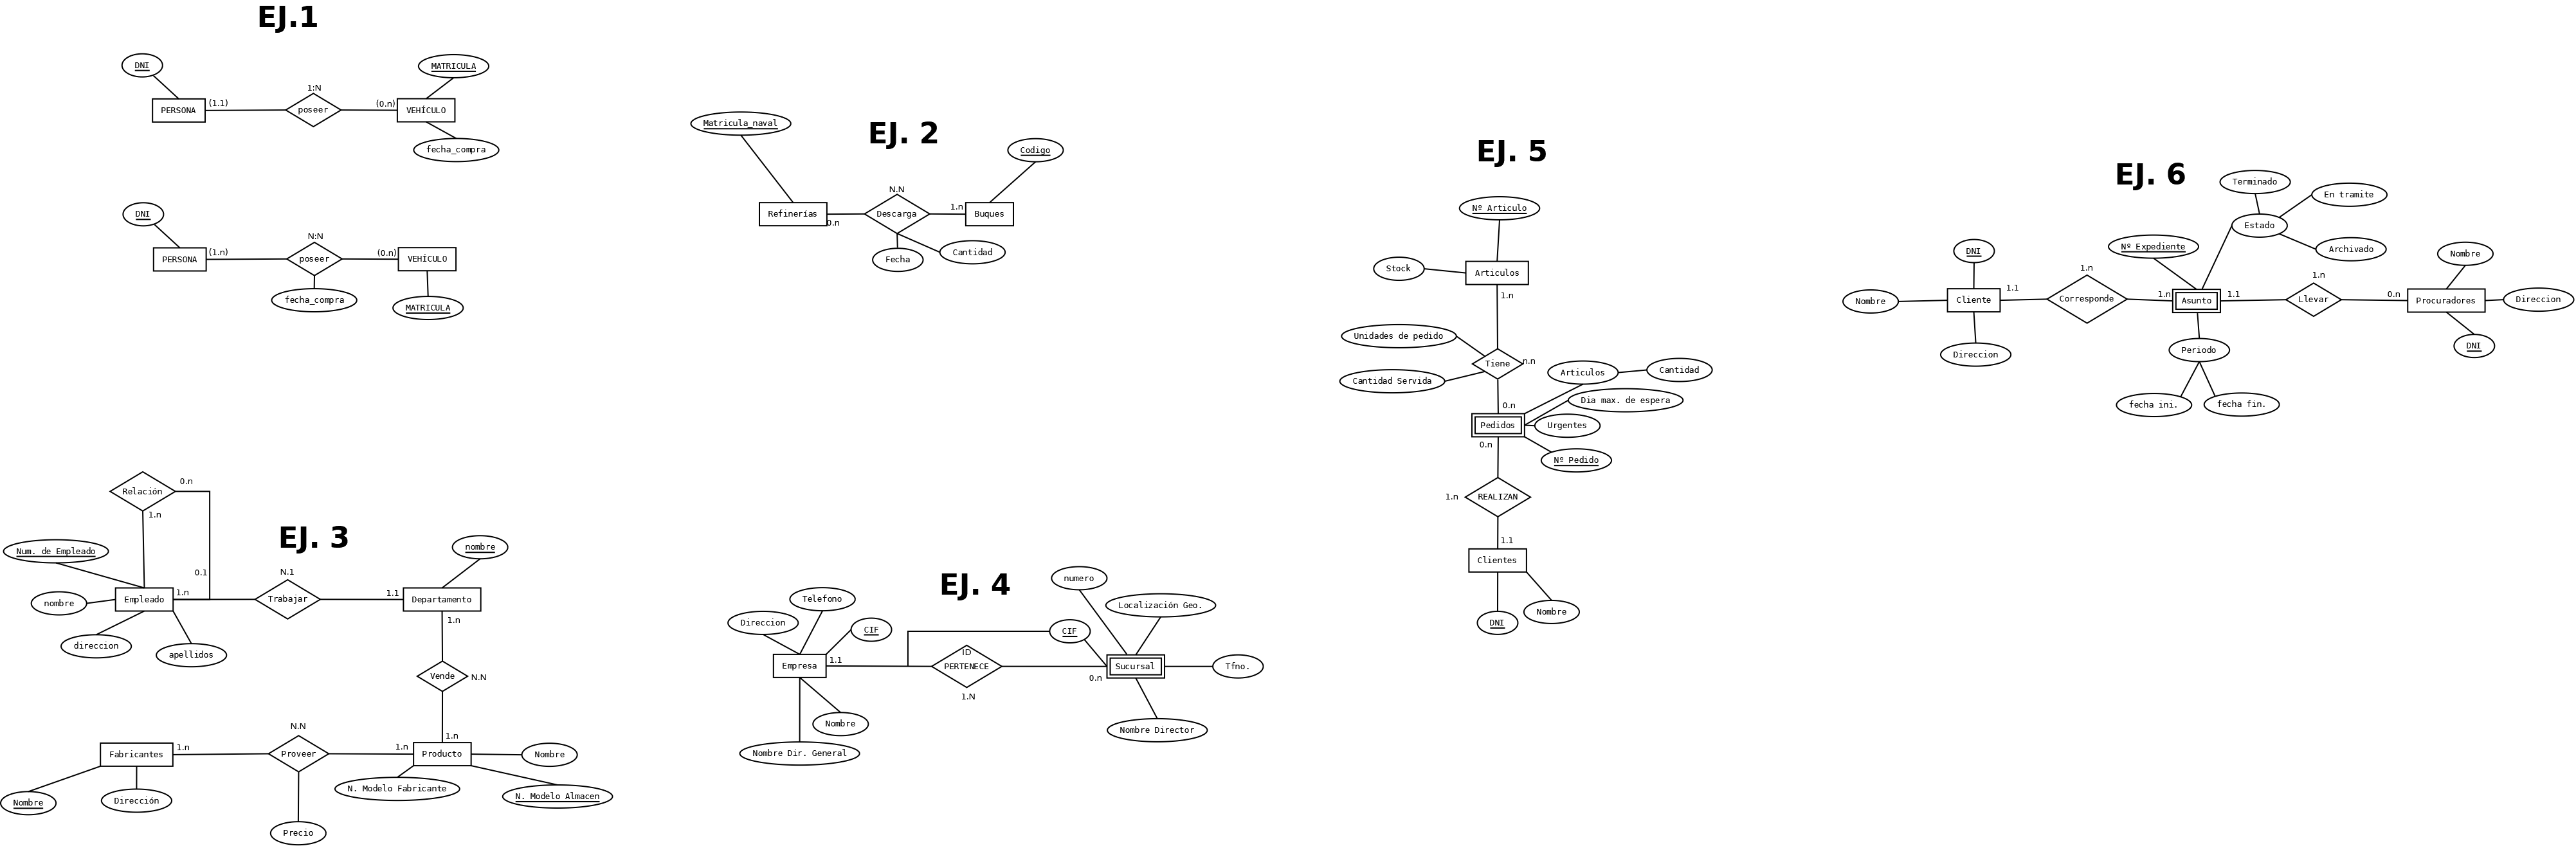 EJ.1
DNI
MATRICULA
1:N
PERSONA
(1.1)
poseer
(0.n)
VEHÍCULO
fecha_compra
DNI
N:N
PERSONA
(1.n)
poseer
(0.n)
VEHÍCULO
fecha_compra
MATRICULA
EJ. 2
Matricula_naval
Codigo
N.N
Refinerías
0.n
Descarga
1.n
Buques
Fecha
Cantidad
EJ. 3
Relación
0.n
1.n
Num. de Empleado
nombre
0.1
N.1
Empleado
1.n
Trabajar
1.1
Departamento
nombre
direccion
apellidos
1.n
Vende
N.N
N.N
1.n
Fabricantes
1.n
Proveer
1.n
Producto
Nombre
N. Modelo Fabricante
N. Modelo Almacen
Nombre
Dirección
Precio
EJ. 4
numero
Telefono
Localización Geo.
Direccion
CIF
CIF
ID
Empresa
1.1
PERTENECE
0.n
Sucursal
Tfno.
1.N
Nombre
Nombre Dir. General
Nombre Director
EJ. 5
Nº Articulo
Stock
Articulos
1.n
Unidades de pedido
Tiene
n.n
Cantidad Servida
Articulos
Cantidad
0.n
Dia max. de espera
Pedidos
Urgentes
0.n
Nº Pedido
1.n
REALIZAN
1.1
Clientes
DNI
Nombre
EJ. 6
Terminado
En tramite
Estado
Archivado
Nº Expediente
DNI
Nombre
1.n
1.n
Nombre
Cliente
1.1
Corresponde
1.n
Asunto
1.1
Llevar
0.n
Procuradores
Direccion
Direccion
Periodo
DNI
fecha ini.
fecha fin.